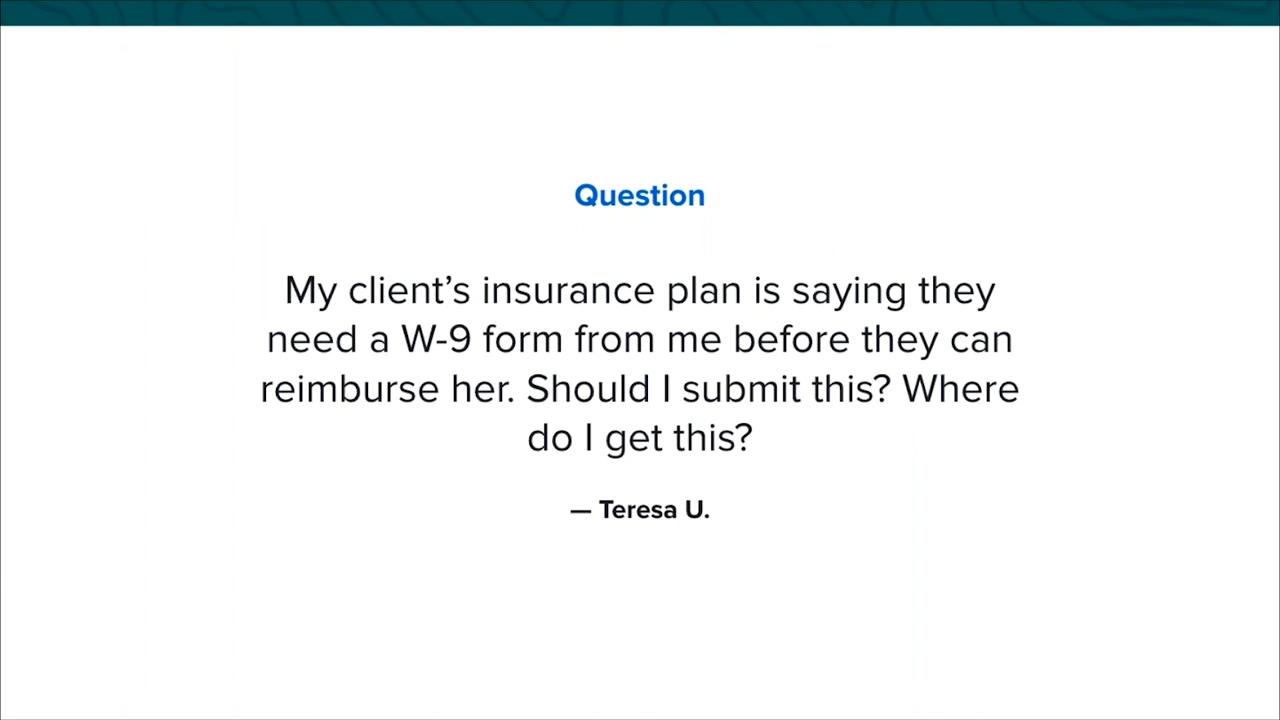 Question
My client’s insurance plan is saying they
need a W-9 form from me before they can
reimburse her. Should I submit this? Where
do I get this?
— Teresa U.